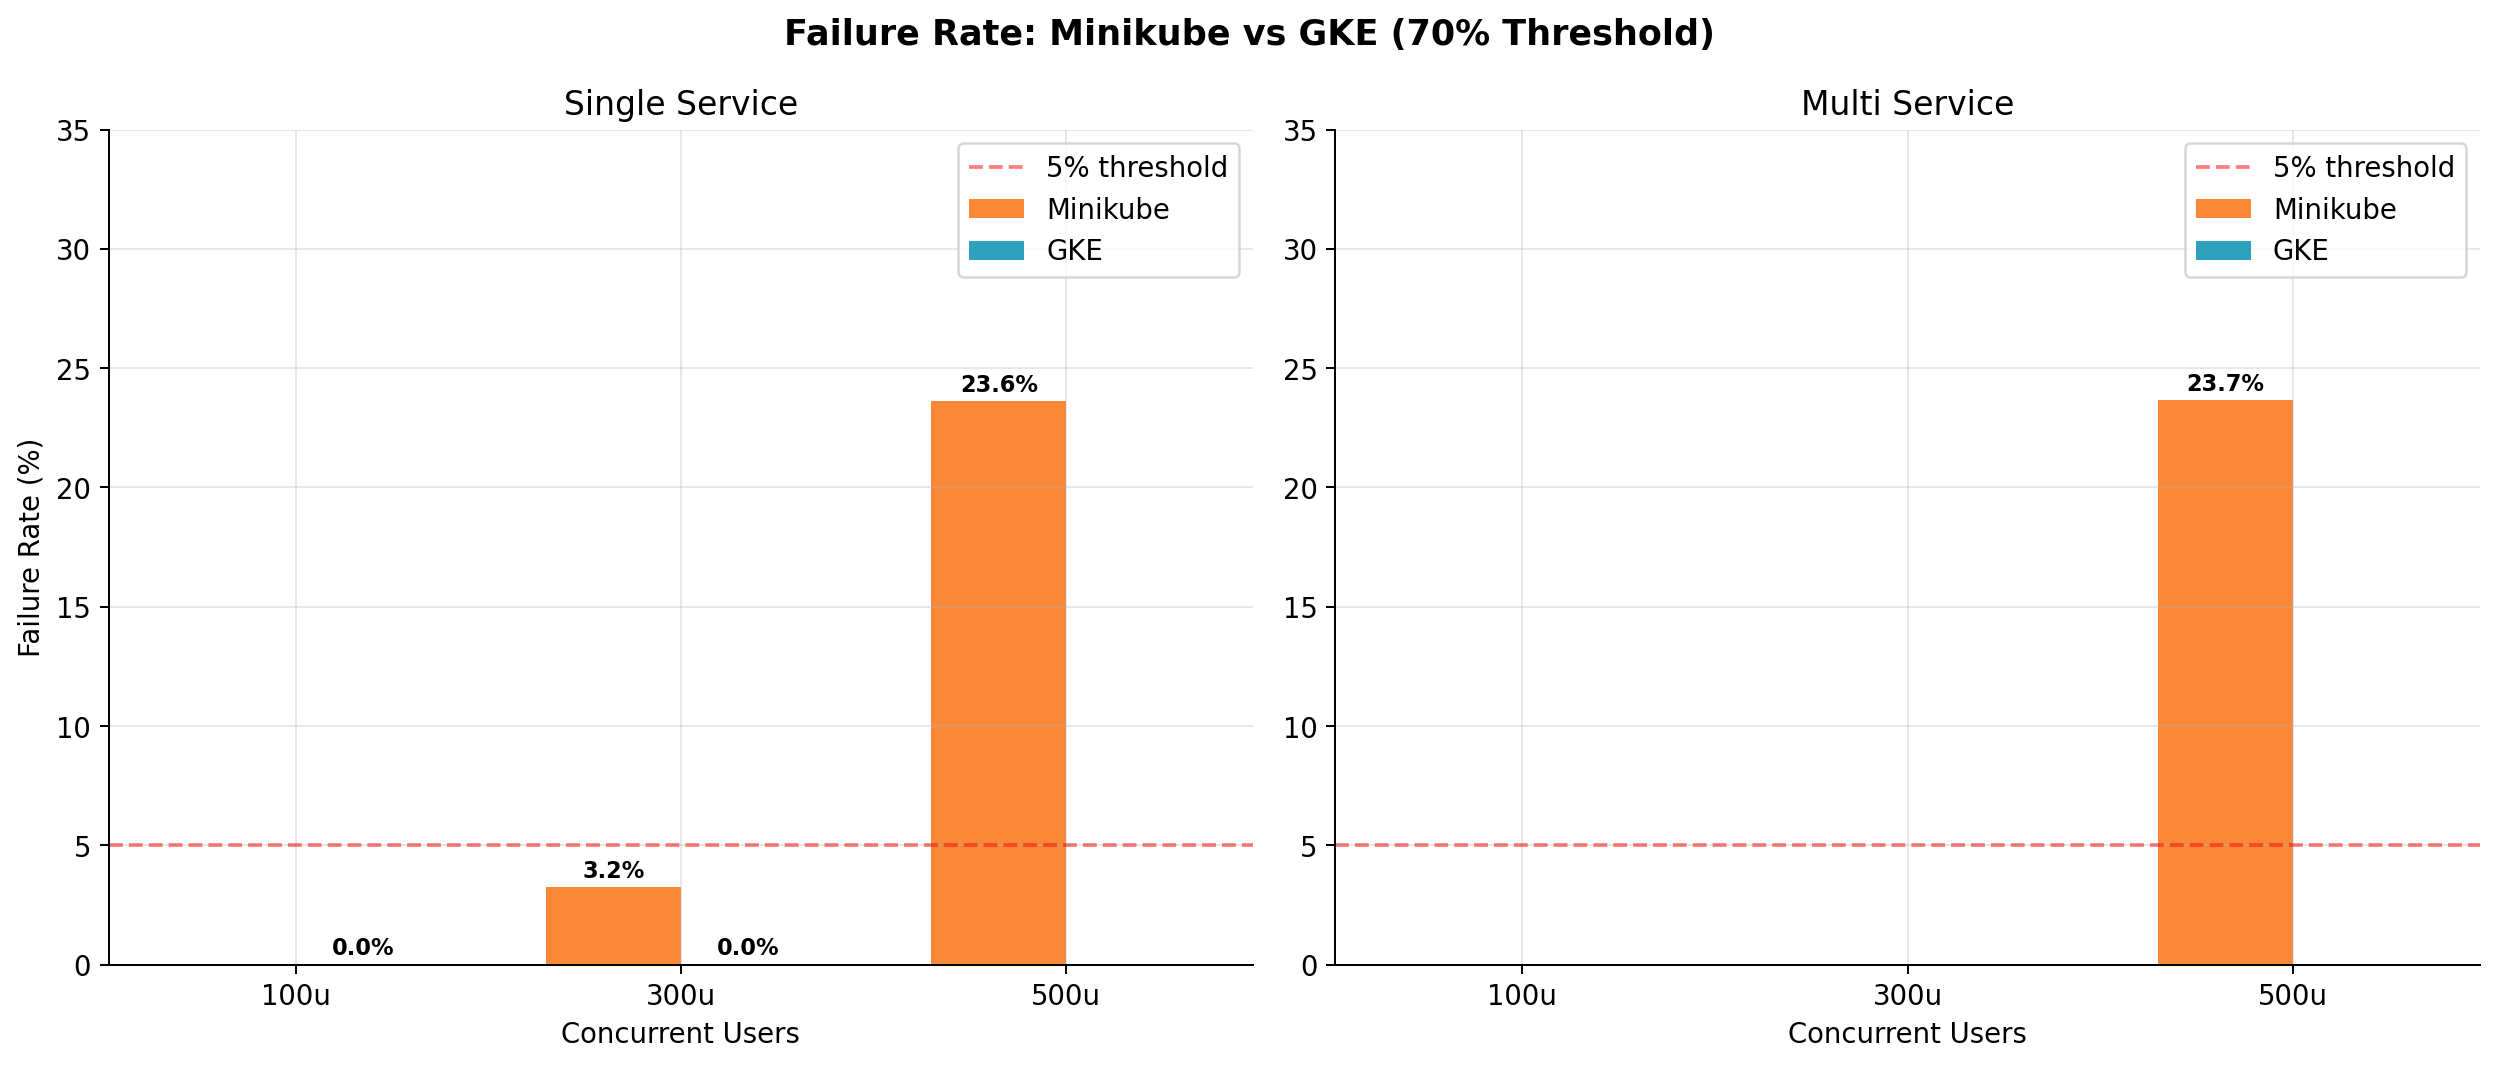 Failure Rate: Minikube vs GKE (70% Threshold)
Single Service
35
30
25
20
15
10
5
0
Failure Rate (%)
5% threshold
Minikube
GKE
0.0%
3.2%
0.0%
23.6%
100u
300u
500u
Concurrent Users
Multi Service
35
30
25
20
15
10
5
0
5% threshold
Minikube
GKE
23.7%
100u
300u
500u
Concurrent Users